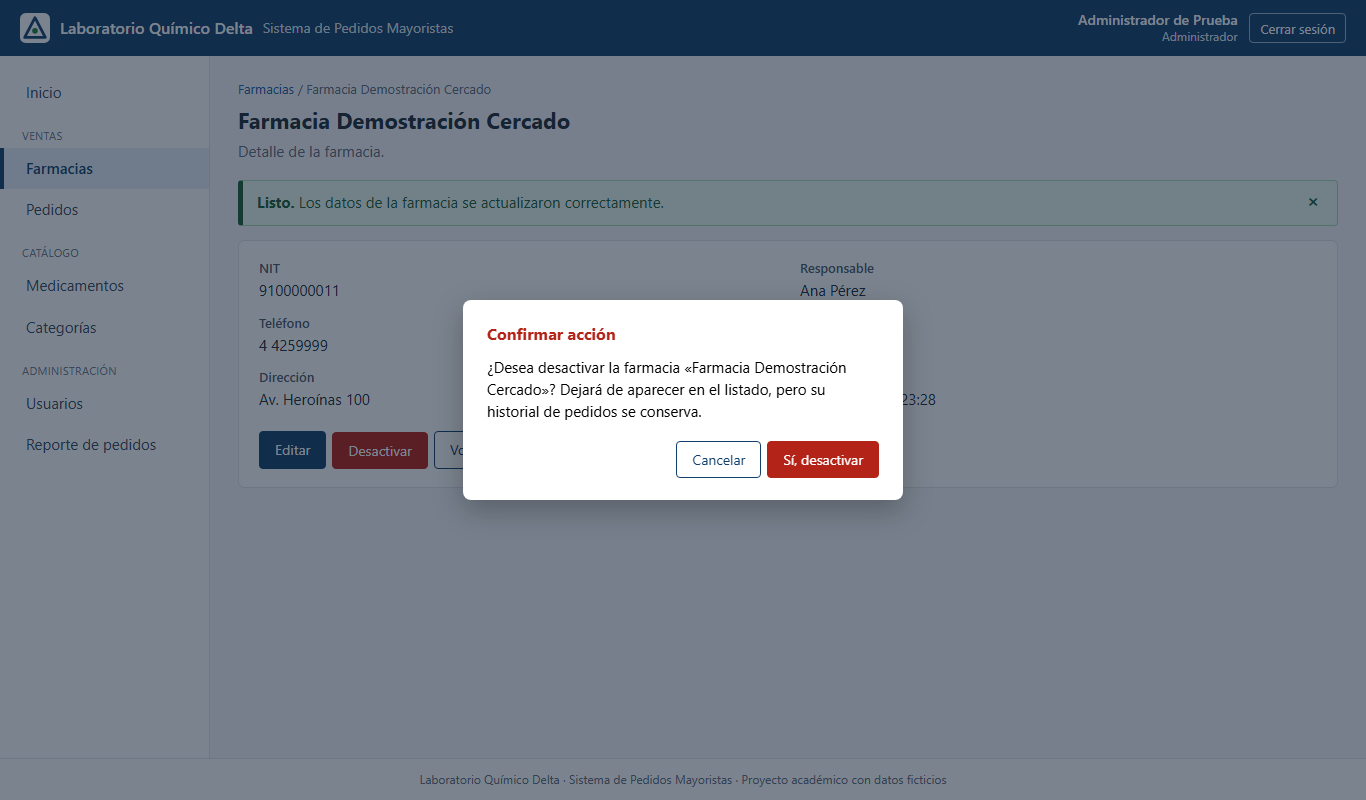 Laboratorio Químico Delta Sistema de Pedidos Mayoristas
Administrador de Prueba
Administrador
Cerrar sesión
Inicio
VENTAS
Farmacias
Pedidos
CATÁLOGO
Medicamentos
Categorías
ADMINISTRACIÓN
Usuarios
Reporte de pedidos
Farmacias / Farmacia Demostración Cercado
Farmacia Demostración Cercado
Detalle de la farmacia.
Listo. Los datos de la farmacia se actualizaron correctamente. ×
NIT
9100000011
Responsable
Ana Pérez
Teléfono
4 4259999
Dirección
Av. Heroínas 100
23:28
Editar
Desactivar
Confirmar acción
¿Desea desactivar la farmacia «Farmacia Demostración
Cercado»? Dejará de aparecer en el listado, pero su
historial de pedidos se conserva.
Cancelar
Sí, desactivar
Laboratorio Químico Delta · Sistema de Pedidos Mayoristas · Proyecto académico con datos ficticios